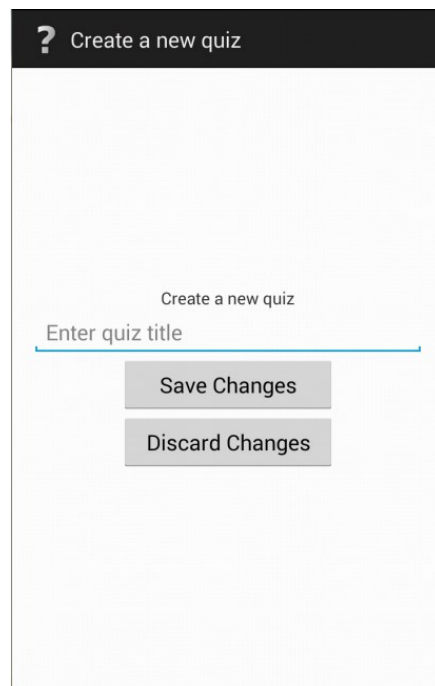 ? Create a new quiz
Create a new quiz
Enter quiz title
Save Changes
Discard Changes